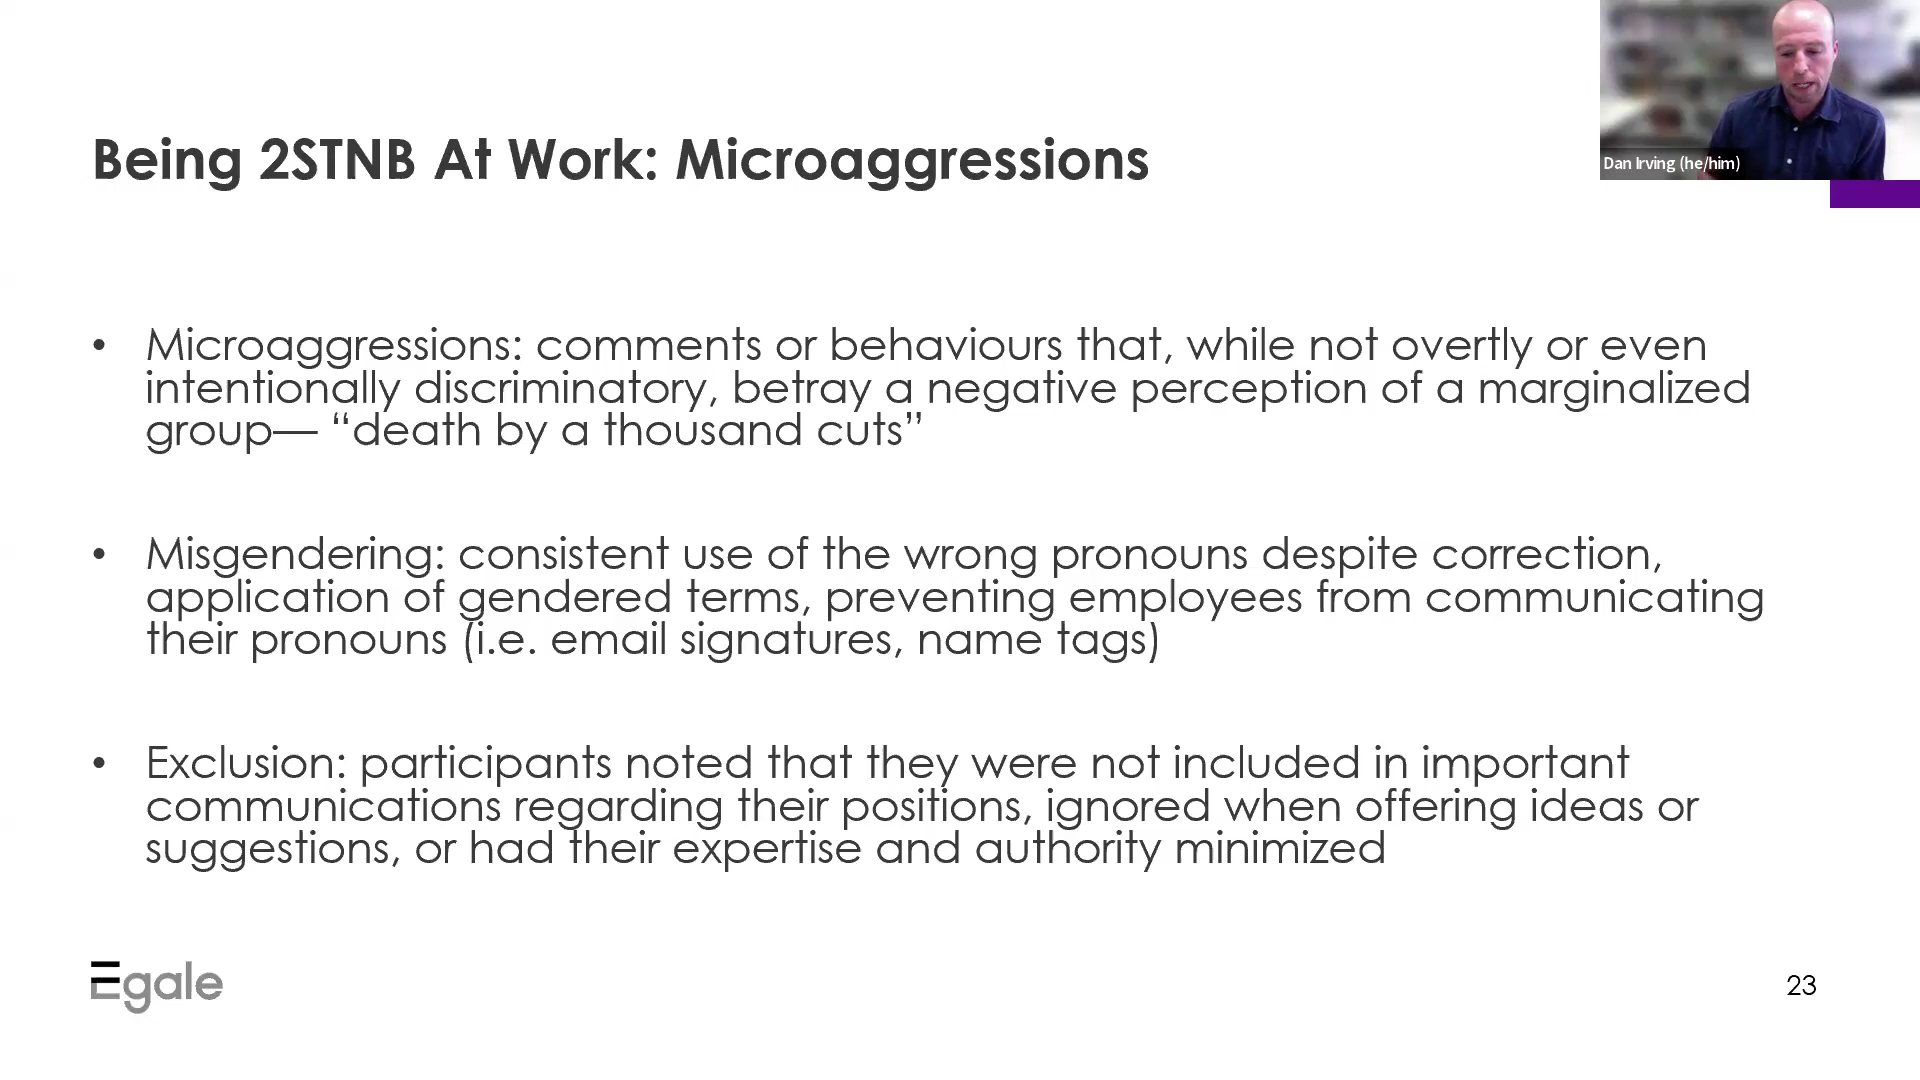 Dan Irving (he/him)
Being 2STNB At Work: Microaggressions
• Microaggressions: comments or behaviours that, while not overtly or even
intentionally discriminatory, betray a negative perception of a marginalized
group— “death by a thousand cuts”
• Misgendering: consistent use of the wrong pronouns despite correction,
application of gendered terms, preventing employees from communicating
their pronouns (i.e. email signatures, name tags)
• Exclusion: participants noted that they were not included in important
communications regarding their positions, ignored when offering ideas or
suggestions, or had their expertise and authority minimized
Egale
23